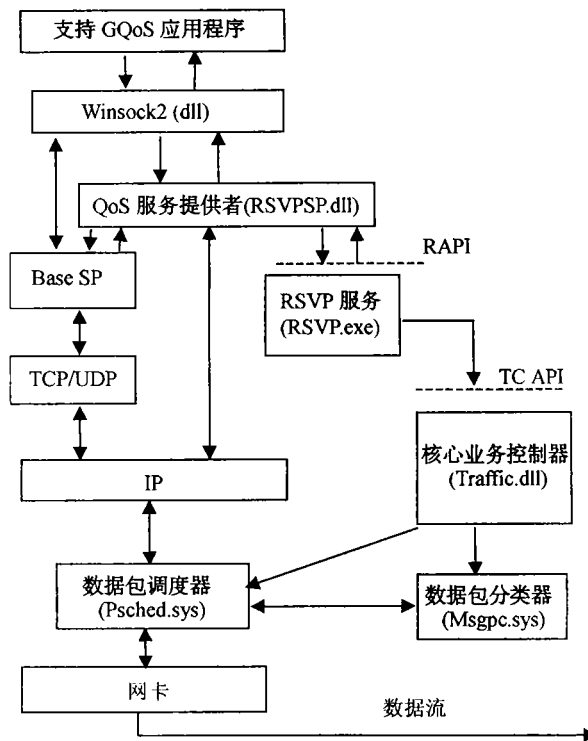 支持 GQoS 应用程序
Winsock2 (dll)
QoS 服务提供者(RSVPSP.dll)
RAPI
Base SP
RSVP 服务
(RSVP.exe)
TCP/UDP
TC API
核心业务控制器
(Traffic.dll)
IP
数据包调度器
(Psched.sys)
数据包分类器
(Msgpc.sys)
网卡
数据流